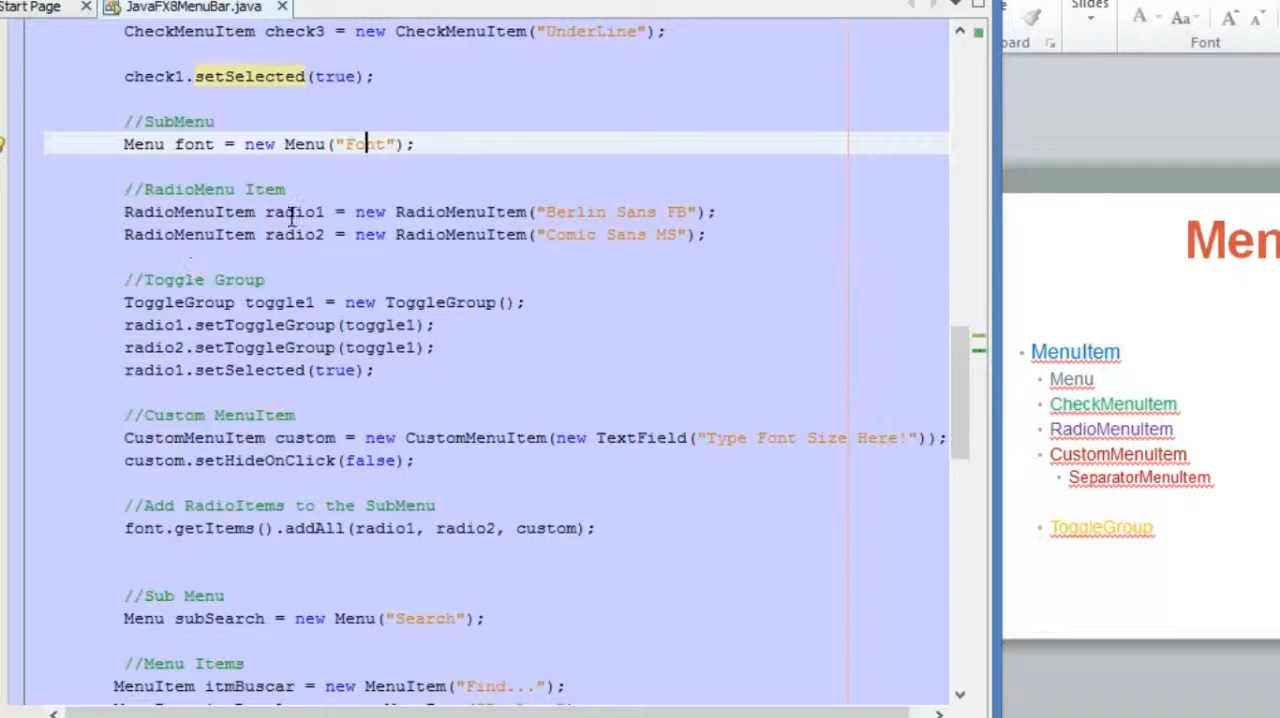 Start Page
JavaFX8MenuBar.java
CheckMenuItem check3 = new CheckMenuItem("UnderLine");
check1.setSelected(true);
//SubMenu
Menu font = new Menu("Font");
//RadioMenu Item
RadioMenuItem radio1 = new RadioMenuItem("Berlin Sans FB");
RadioMenuItem radio2 = new RadioMenuItem("Comic Sans MS");
//Toggle Group
ToggleGroup toggle1 = new ToggleGroup();
radio1.setToggleGroup(toggle1);
radio2.setToggleGroup(toggle1);
radio1.setSelected(true);
//Custom MenuItem
CustomMenuItem custom = new CustomMenuItem(new TextField("Type Font Size Here!"));
custom.setHideOnClick(false);
//Add RadioItems to the SubMenu
font.getItems().addAll(radio1, radio2, custom);
//Sub Menu
Menu subSearch = new Menu("Search");
//Menu Items
MenuItem itmBuscar = new MenuItem("Find...");
Slides
A Aa A A
oard
Font
Men
MenuItem
Menu
CheckMenuItem
RadioMenuItem
CustomMenuItem
SeparatorMenuItem
ToggleGroup